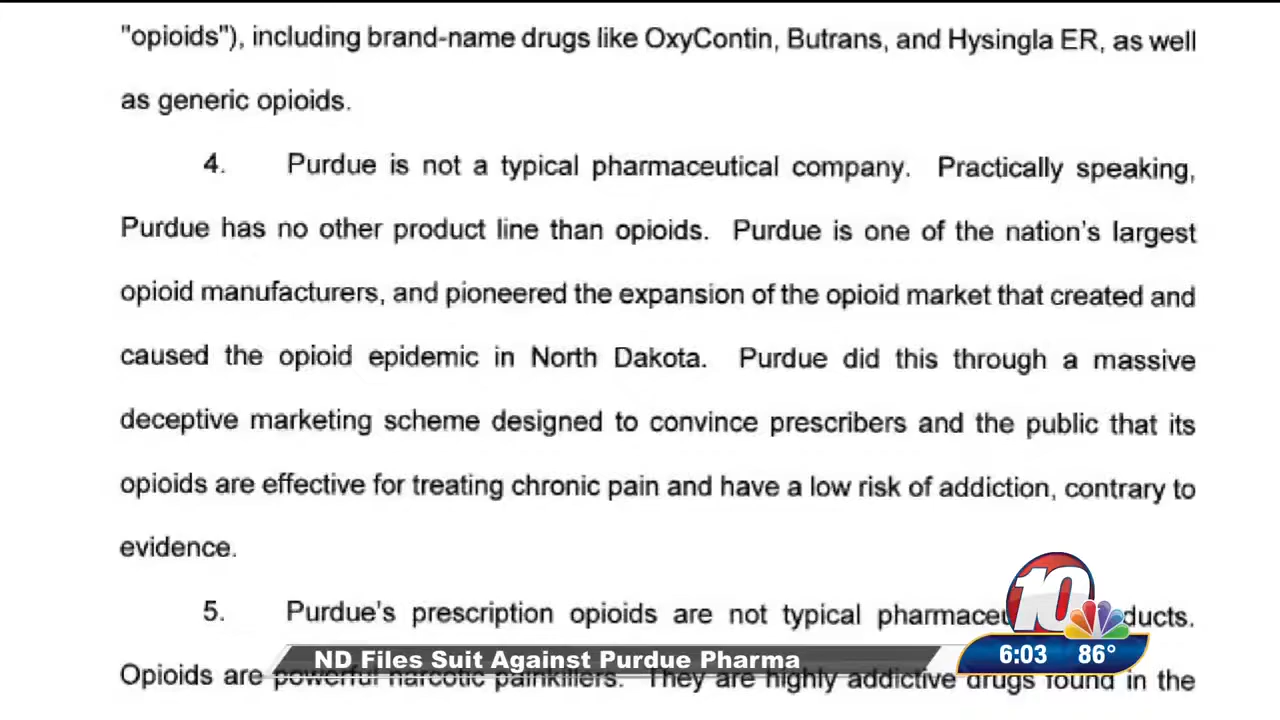 "opioids"), including brand-name drugs like OxyContin, Butrans, and Hysingla ER, as well
as generic opioids.
4. Purdue is not a typical pharmaceutical company. Practically speaking,
Purdue has no other product line than opioids. Purdue is one of the nation's largest
opioid manufacturers, and pioneered the expansion of the opioid market that created and
caused the opioid epidemic in North Dakota. Purdue did this through a massive
deceptive marketing scheme designed to convince prescribers and the public that its
opioids are effective for treating chronic pain and have a low risk of addiction, contrary to
evidence.
5. Purdue's prescription opioids are not typical
Opioids are powerful narcotic painkillers. They are highly addictive drugs found in the
ND Files Suit Against Purdue Pharma
10
6:03 86°